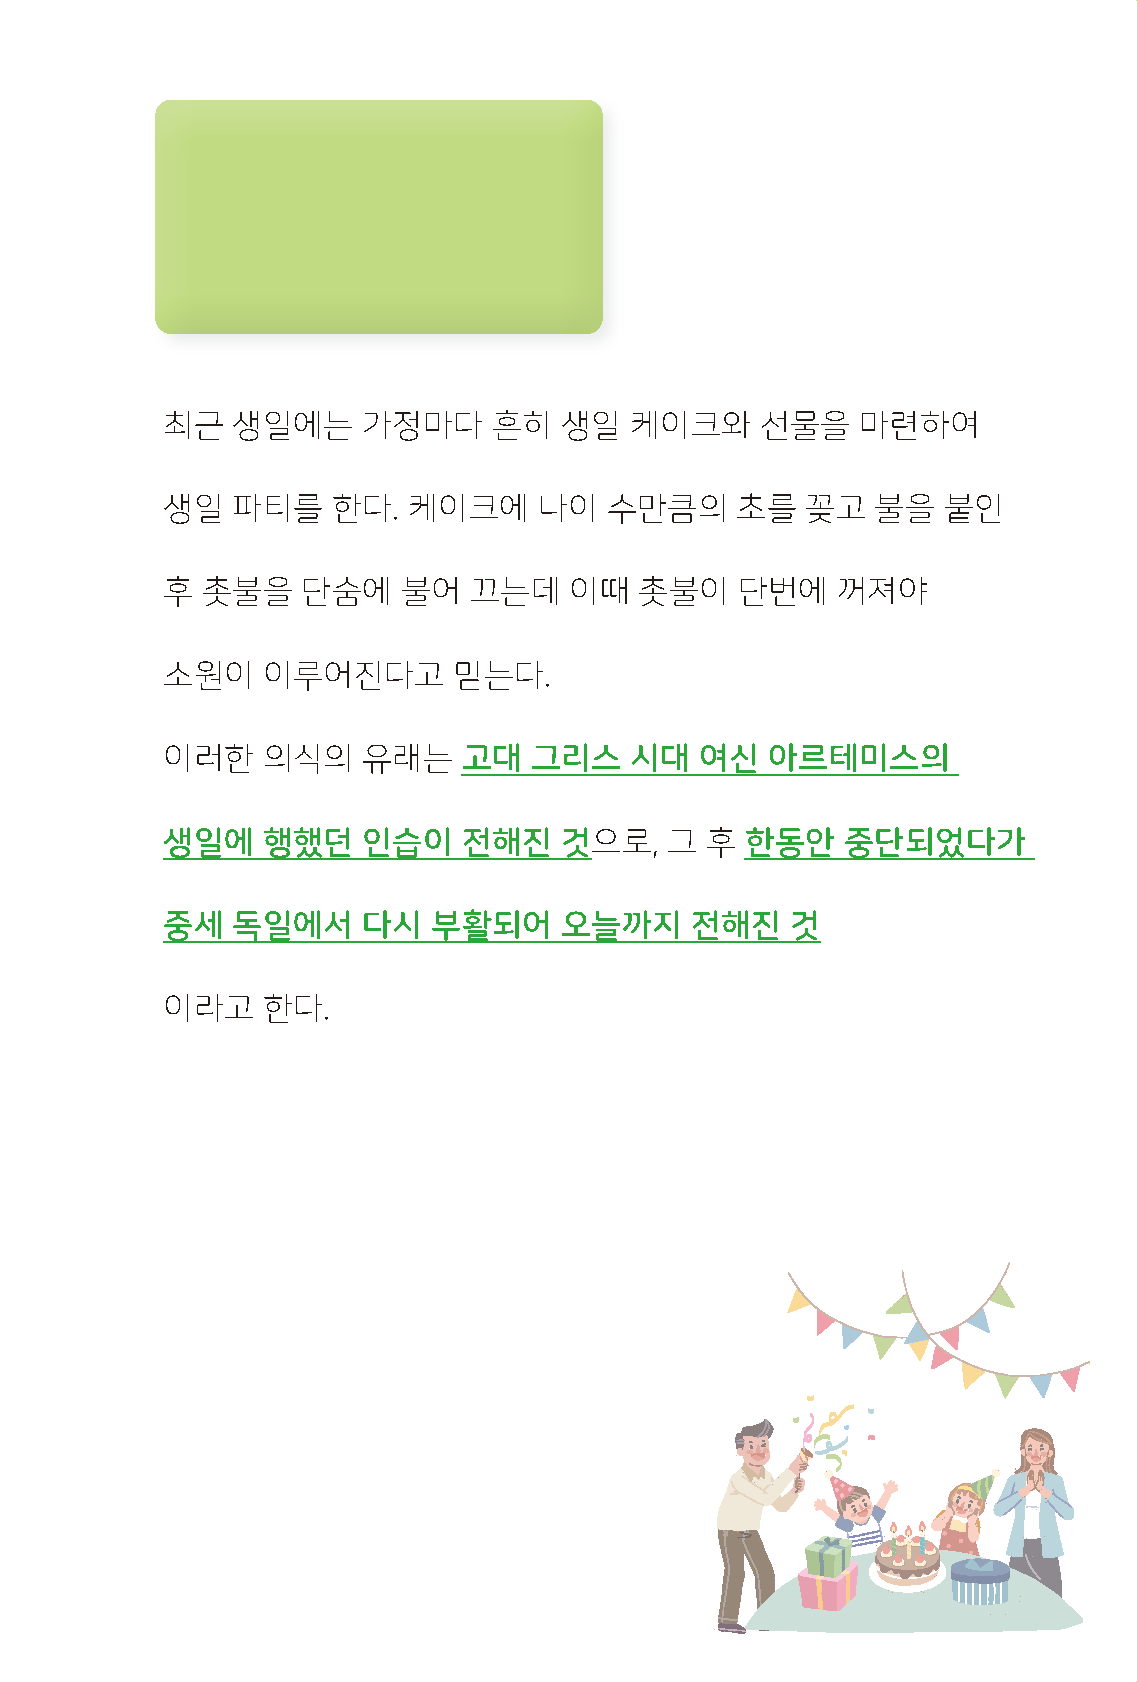 최근 생일에는 가정마다 흔히 생일 케이크와 선물을 마련하여
생일 파티를 한다. 케이크에 나이 수만큼의 초를 꽂고 불을 붙인
후 촛불을 단숨에 불어 끄는데 이때 촛불이 단번에 꺼져야
소원이 이루어진다고 믿는다.
이러한 의식의 유래는 고대 그리스 시대 여신 아르테미스의
생일에 행했던 인습이 전해진 것으로, 그 후 한동안 중단되었다가
중세 독일에서 다시 부활되어 오늘까지 전해진 것
이라고 한다.